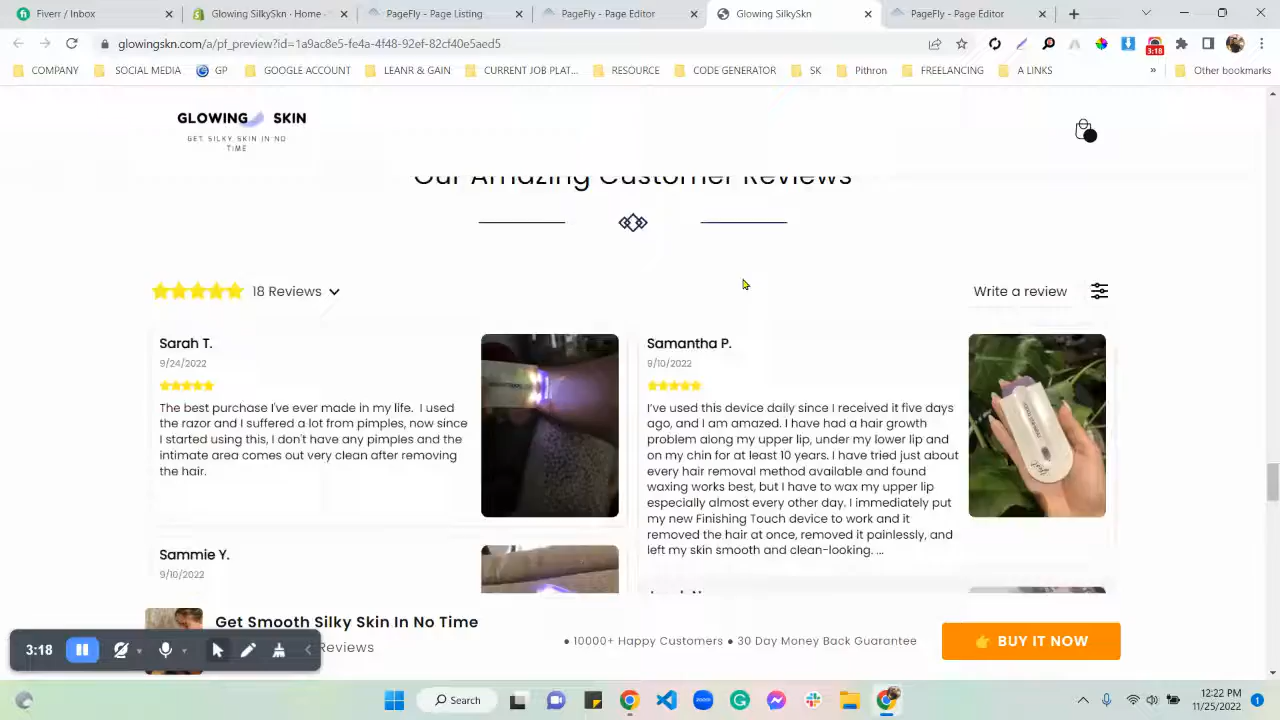 Fiverr / Inbox
Glowing SilkySkn - Home -
PageFly - Page Listing
PageFly - Page Editor
Glowing SilkySkn
PageFly - Page Editor
glowingskn.com/a/pf_preview?id=1a9ac8e5-fe4a-4f48-92ef-82cf40e5aed5
3:18
COMPANY
SOCIAL MEDIA
GP
GOOGLE ACCOUNT
LEANR & GAIN
CURRENT JOB PLAT...
RESOURCE
CODE GENERATOR
SK
Pithron
FREELANCING
A LINKS
»
Other bookmarks
GLOWING SKIN
GET SILKY SKIN IN NO
TIME
Our Amazing Customer Reviews
18 Reviews
Write a review
Sarah T.
9/24/2022
The best purchase I've ever made in my life. I used
the razor and I suffered a lot from pimples, now since
I started using this, I don't have any pimples and the
intimate area comes out very clean after removing
the hair.
Samantha P.
9/10/2022
I've used this device daily since I received it five days
ago, and I am amazed. I have had a hair growth
problem along my upper lip, under my lower lip and
on my chin for at least 10 years. I have tried just about
every hair removal method available and found
waxing works best, but I have to wax my upper lip
especially almost every other day. I immediately put
my new Finishing Touch device to work and it
removed the hair at once, removed it painlessly, and
left my skin smooth and clean-looking. ...
Sammie Y.
9/10/2022
Get Smooth Silky Skin In No Time
Reviews
● 10000+ Happy Customers ● 30 Day Money Back Guarantee
👉 BUY IT NOW
3:18
Search
12:22 PM
11/25/2022
1